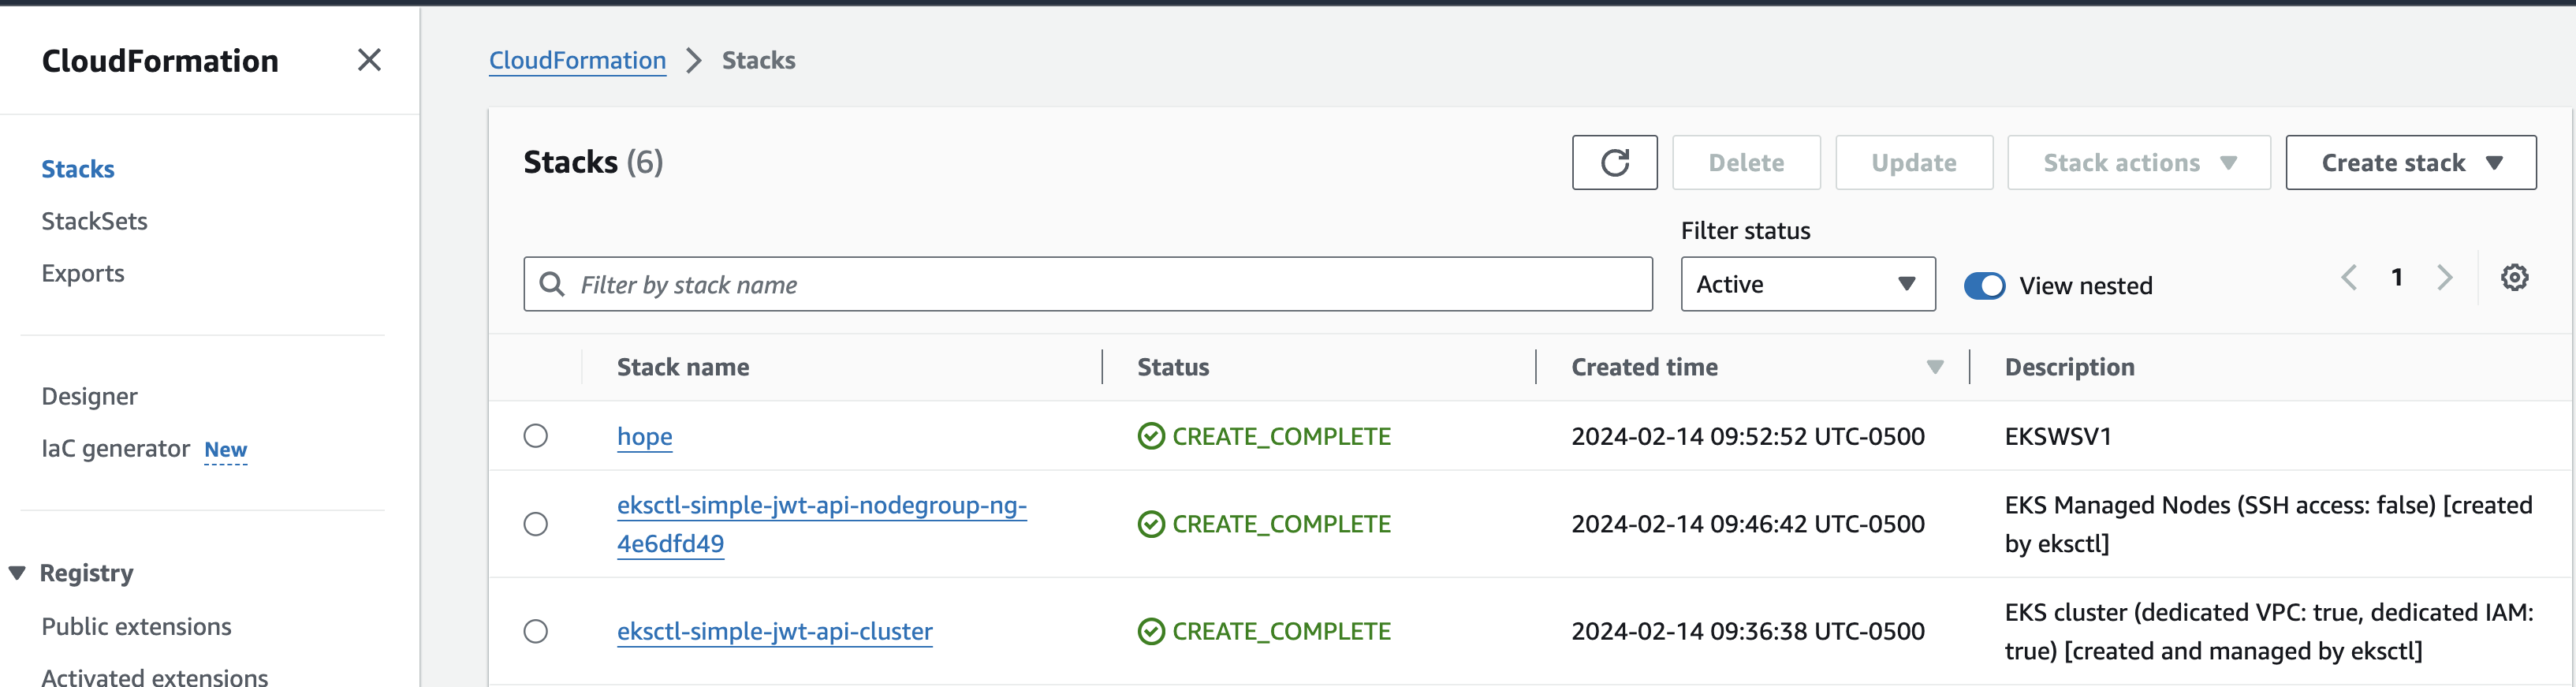 CloudFormation
CloudFormation > Stacks
Stacks
StackSets
Exports
Designer
IaC generator New
Registry
Public extensions
Activated extensions
Stacks (6)
Delete
Update
Stack actions
Create stack
Filter status
Filter by stack name
Active
View nested
1
Stack name
Status
Created time
Description
hope
CREATE_COMPLETE
2024-02-14 09:52:52 UTC-0500
EKSWSV1
eksctl-simple-jwt-api-nodegroup-ng-
4e6dfd49
CREATE_COMPLETE
2024-02-14 09:46:42 UTC-0500
EKS Managed Nodes (SSH access: false) [created
by eksctl]
eksctl-simple-jwt-api-cluster
CREATE_COMPLETE
2024-02-14 09:36:38 UTC-0500
EKS cluster (dedicated VPC: true, dedicated IAM:
true) [created and managed by eksctl]